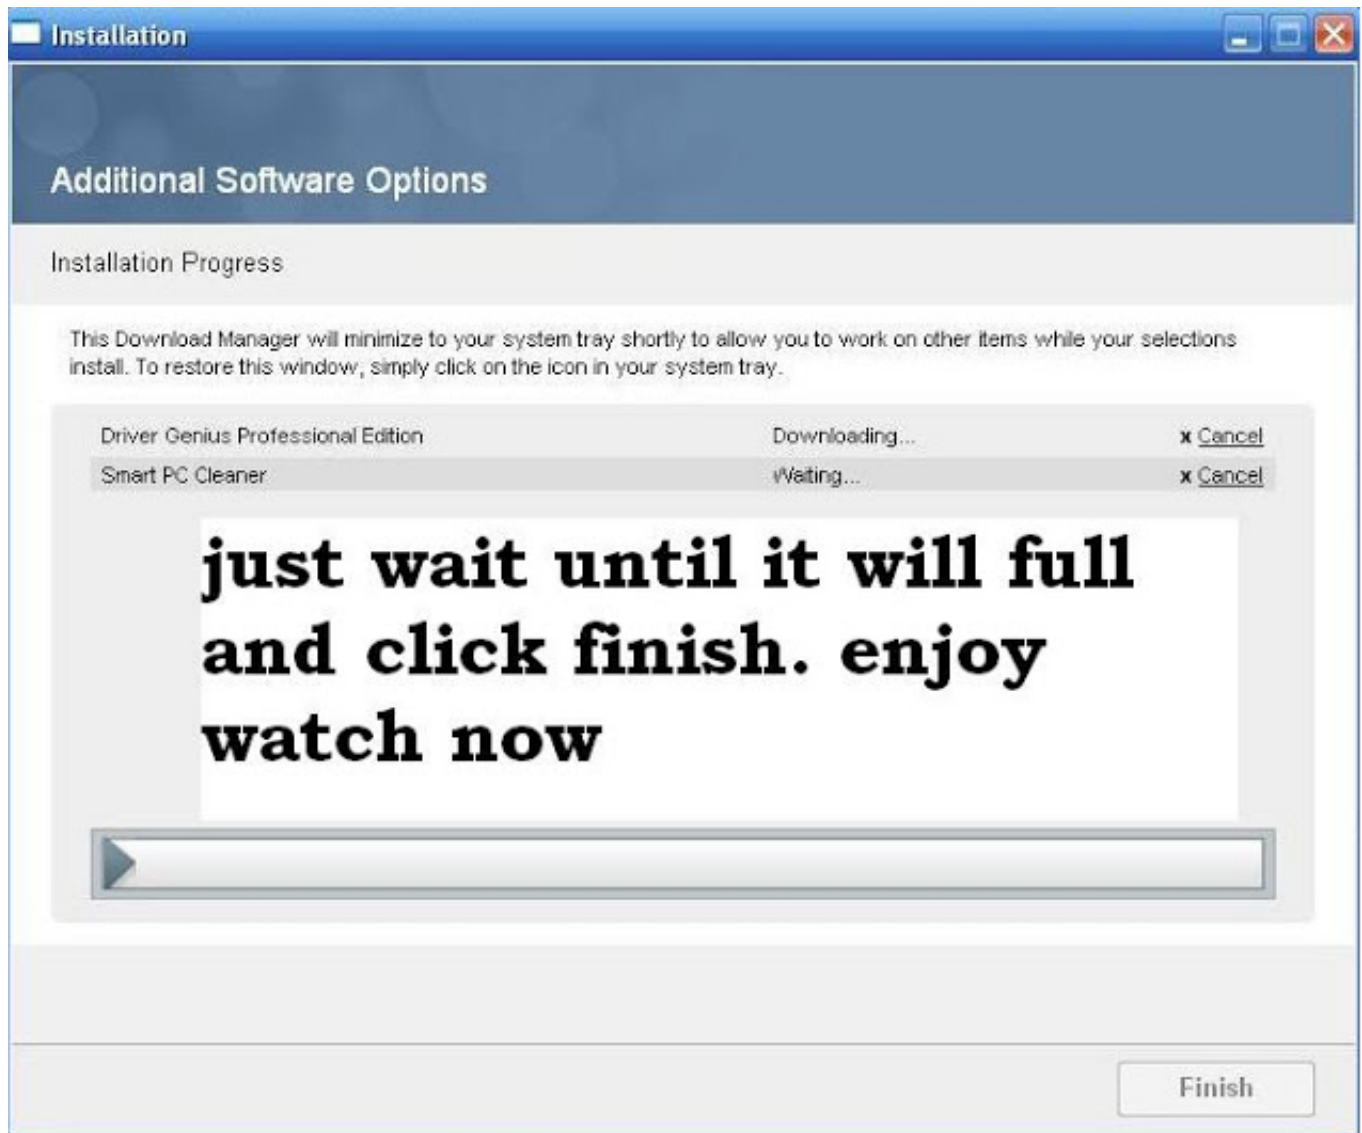 Installation
Additional Software Options
Installation Progress
This Download Manager will minimize to your system tray shortly to allow you to work on other items while your selections
install. To restore this window, simply click on the icon in your system tray.
Driver Genius Professional Edition Downloading... x Cancel
Smart PC Cleaner Waiting... x Cancel
just wait until it will full
and click finish. enjoy
watch now
Finish